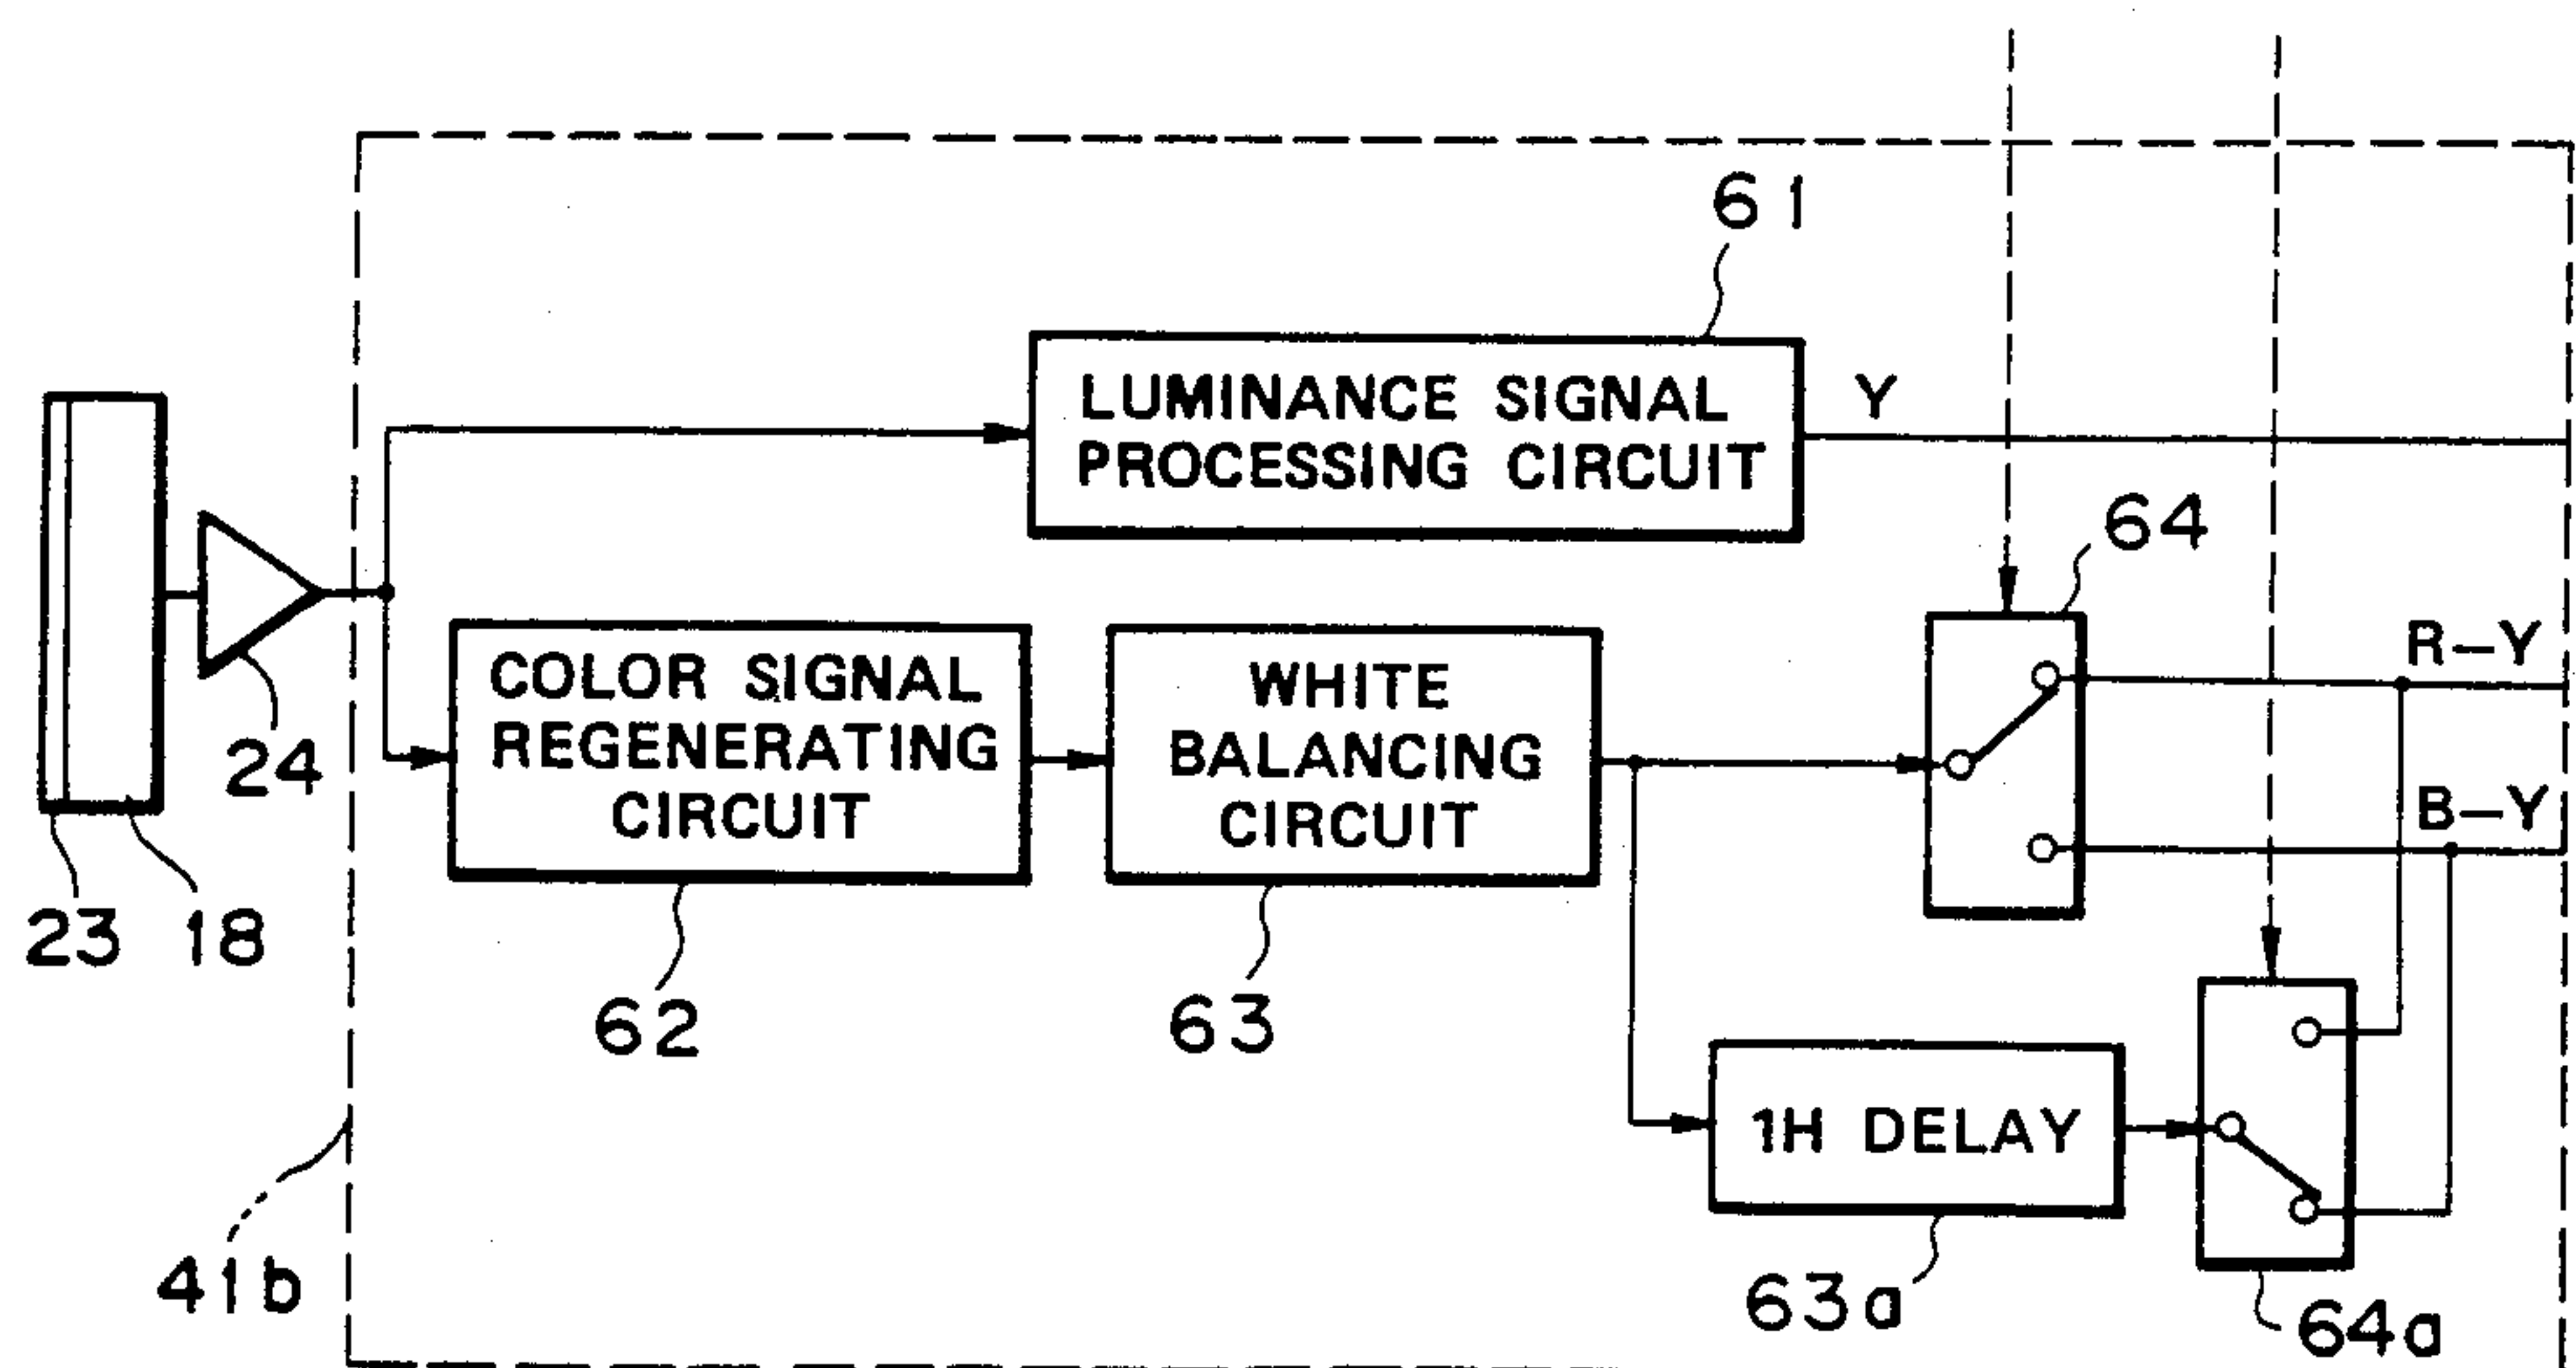 61
LUMINANCE SIGNAL
PROCESSING CIRCUIT
Y
64
24
COLOR SIGNAL
REGENERATING
CIRCUIT
WHITE
BALANCING
CIRCUIT
R-Y
B-Y
23
18
62
63
1H DELAY
41b
63a
64a